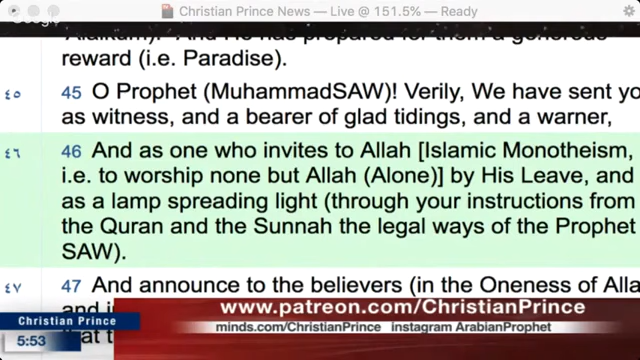 Christian Prince News — Live @ 151.5% — Ready
reward (i.e. Paradise).
٤٥ 45 O Prophet (MuhammadSAW)! Verily, We have sent yo
as witness, and a bearer of glad tidings, and a warner,
٤٦ 46 And as one who invites to Allah [Islamic Monotheism,
i.e. to worship none but Allah (Alone)] by His Leave, and
as a lamp spreading light (through your instructions from
the Quran and the Sunnah the legal ways of the Prophet
SAW).
٤٧ 47 And announce to the believers (in the Oneness of Alla
www.patreon.com/ChristianPrince
Christian Prince
minds.com/ChristianPrince instagram ArabianProphet
5:53